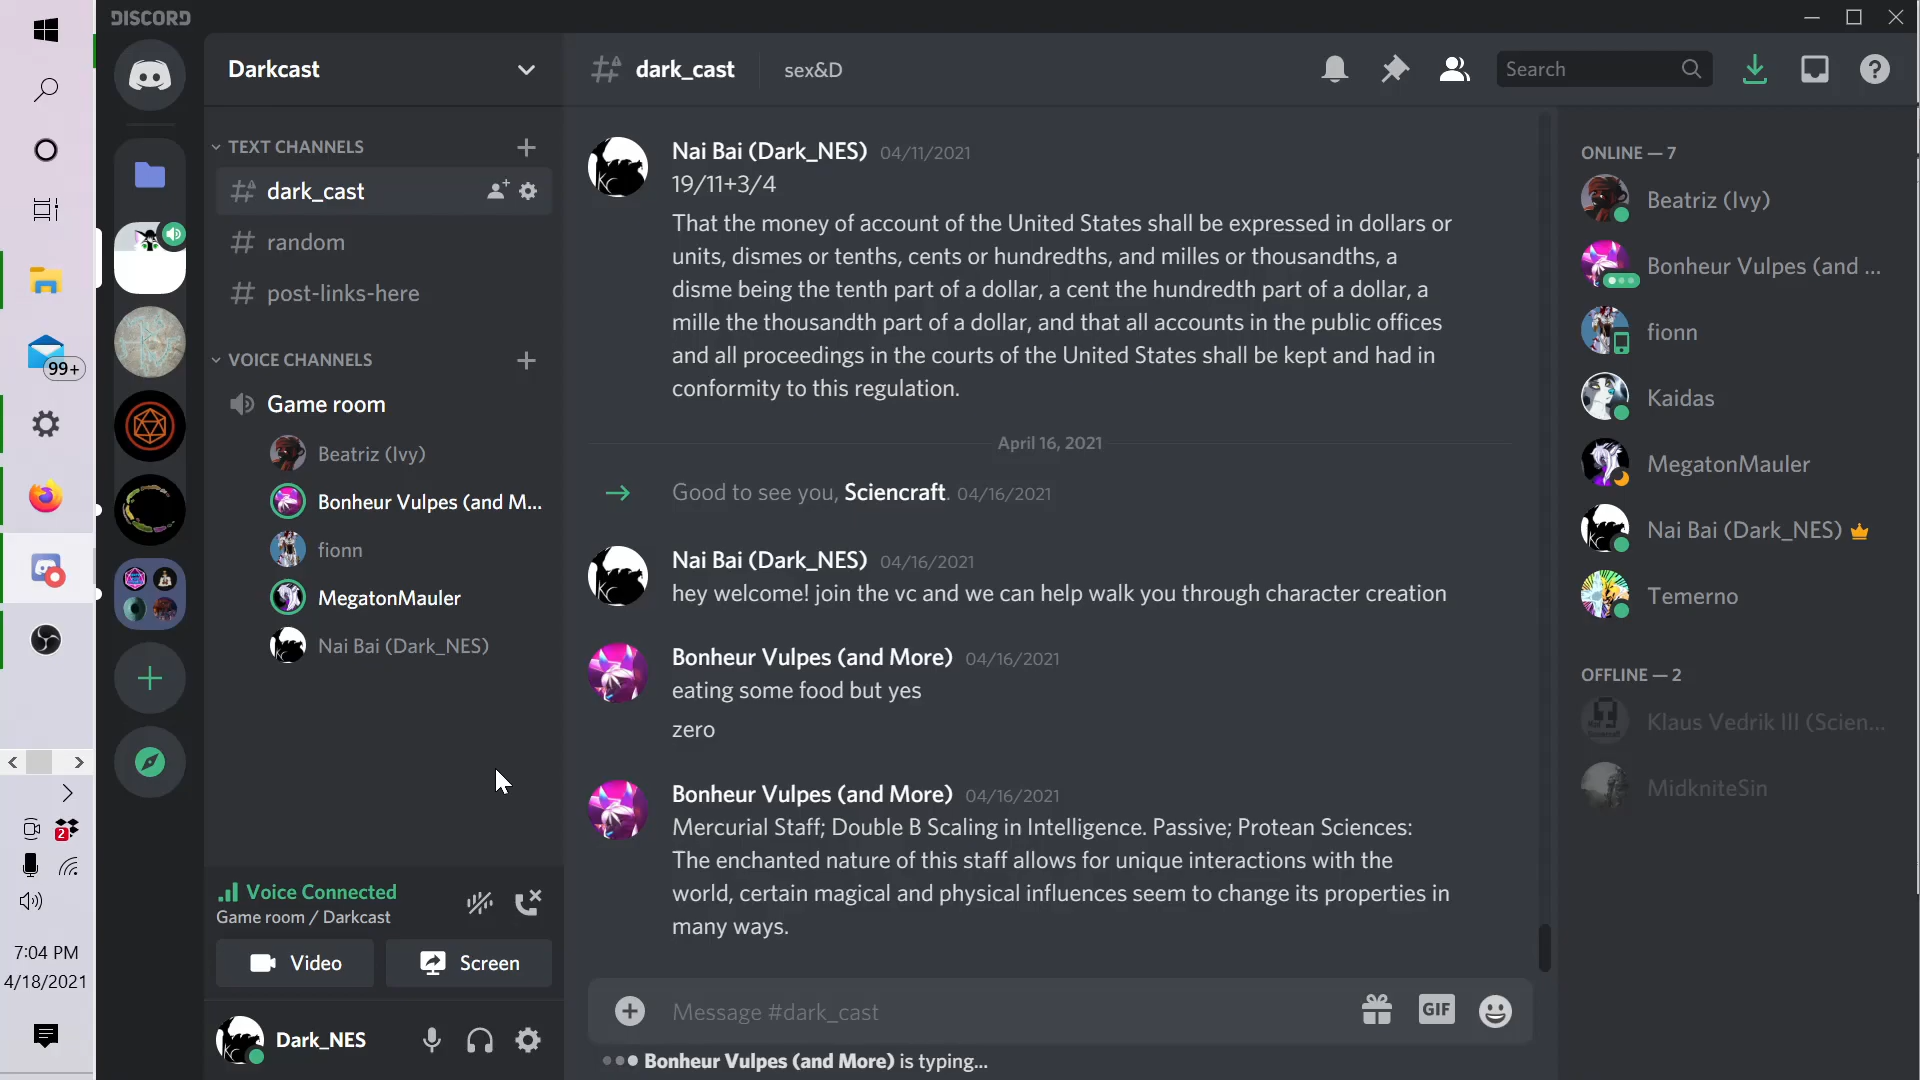 DISCORD
Darkcast
dark_cast
sex&D
Search
TEXT CHANNELS
dark_cast
random
post-links-here
VOICE CHANNELS
Game room
Beatriz (Ivy)
Bonheur Vulpes (and M...
fionn
MegatonMauler
Nai Bai (Dark_NES)
Voice Connected
Game room / Darkcast
Video
Screen
Dark_NES
Nai Bai (Dark_NES) 04/11/2021
19/11+3/4
That the money of account of the United States shall be expressed in dollars or
units, dismes or tenths, cents or hundredths, and milles or thousandths, a
disme being the tenth part of a dollar, a cent the hundredth part of a dollar, a
mille the thousandth part of a dollar, and that all accounts in the public offices
and all proceedings in the courts of the United States shall be kept and had in
conformity to this regulation.
April 16, 2021
Good to see you, Sciencraft. 04/16/2021
Nai Bai (Dark_NES) 04/16/2021
hey welcome! join the vc and we can help walk you through character creation
Bonheur Vulpes (and More) 04/16/2021
eating some food but yes
zero
Bonheur Vulpes (and More) 04/16/2021
Mercurial Staff; Double B Scaling in Intelligence. Passive; Protean Sciences:
The enchanted nature of this staff allows for unique interactions with the
world, certain magical and physical influences seem to change its properties in
many ways.
Message #dark_cast
GIF
Bonheur Vulpes (and More) is typing...
ONLINE — 7
Beatriz (Ivy)
Bonheur Vulpes (and ...
fionn
Kaidas
MegatonMauler
Nai Bai (Dark_NES)
Temerno
OFFLINE — 2
Klaus Vedrik III (Scien...
MidkniteSin
99+
2
7:04 PM
4/18/2021